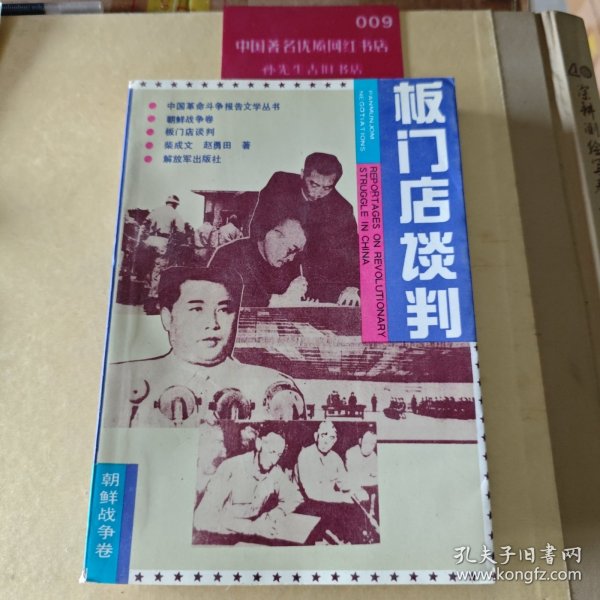 009
中国著名优质网红书店
孙先生古旧书店
中国革命斗争报告文学丛书
朝鲜战争卷
板门店谈判
柴成文 赵勇田 著
解放军出版社
PANMUNJOM
NEGOTIATIONS
REPORTAGES ON REVOLUTIONARY
STRUGGLE IN CHINA
板门店谈判
朝鲜战争卷
孔夫子旧书网
www.kongfz.com